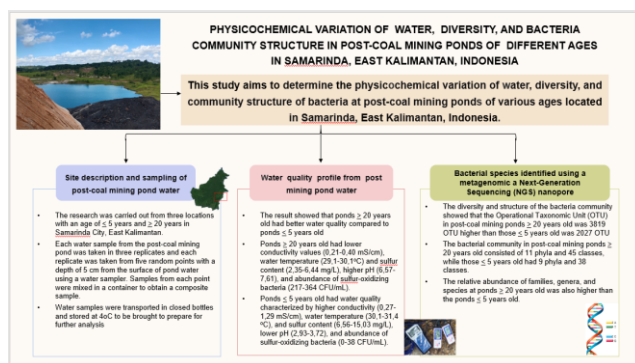 PHYSICOCHEMICAL VARIATION OF WATER, DIVERSITY, AND BACTERIA
COMMUNITY STRUCTURE IN POST-COAL MINING PONDS OF DIFFERENT AGES
IN SAMARINDA, EAST KALIMANTAN, INDONESIA
This study aims to determine the physicochemical variation of water, diversity, and
community structure of bacteria at post-coal mining ponds of various ages located
in Samarinda, East Kalimantan, Indonesia.
Site description and sampling of
post-coal mining pond water
• The research was carried out from three locations
with an age of ≤ 5 years and ≥ 20 years in
Samarinda City, East Kalimantan.
• Each water sample from the post-coal mining
pond was taken in three replicates and each
replicate was taken from five random points with a
depth of 5 cm from the surface of pond water
using a water sampler. Samples from each point
were mixed in a container to obtain a composite
sample.
• Water samples were transported in closed bottles
and stored at 4oC to be brought to prepare for
further analysis
Water quality profile from post
mining pond water
• The result showed that ponds ≥ 20 years
old had better water quality compared to
ponds ≤ 5 years old
• Ponds ≥ 20 years old had lower
conductivity values (0,21-0,40 mS/cm),
water temperature (29,1-30,1ºC) and sulfur
content (2,35-6,44 mg/L), higher pH (6,57-
7,61), and abundance of sulfur-oxidizing
bacteria (217-364 CFU/mL).
• Ponds ≤ 5 years old had water quality
characterized by higher conductivity (0,27-
1,29 mS/cm), water temperature (30,1-31,4
ºC), and sulfur content (6,56-15,03 mg/L),
lower pH (2,93-3,72), and abundance of
sulfur-oxidizing bacteria (0-38 CFU/mL).
Bacterial species identified using a
metagenomic a Next-Generation
Sequencing (NGS) nanopore
• The diversity and structure of the bacteria community
showed that the Operational Taxonomic Unit (OTU)
in post-coal mining ponds ≥ 20 years old was 3819
OTU higher than those ≤ 5 years old was 2027 OTU
• The bacterial community in post-coal mining ponds ≥
20 years old consisted of 11 phyla and 45 classes,
while those ≤ 5 years old had 9 phyla and 38
classes.
• The relative abundance of families, genera, and
species at ponds ≥ 20 years old was also higher than
the ponds ≤ 5 years old.